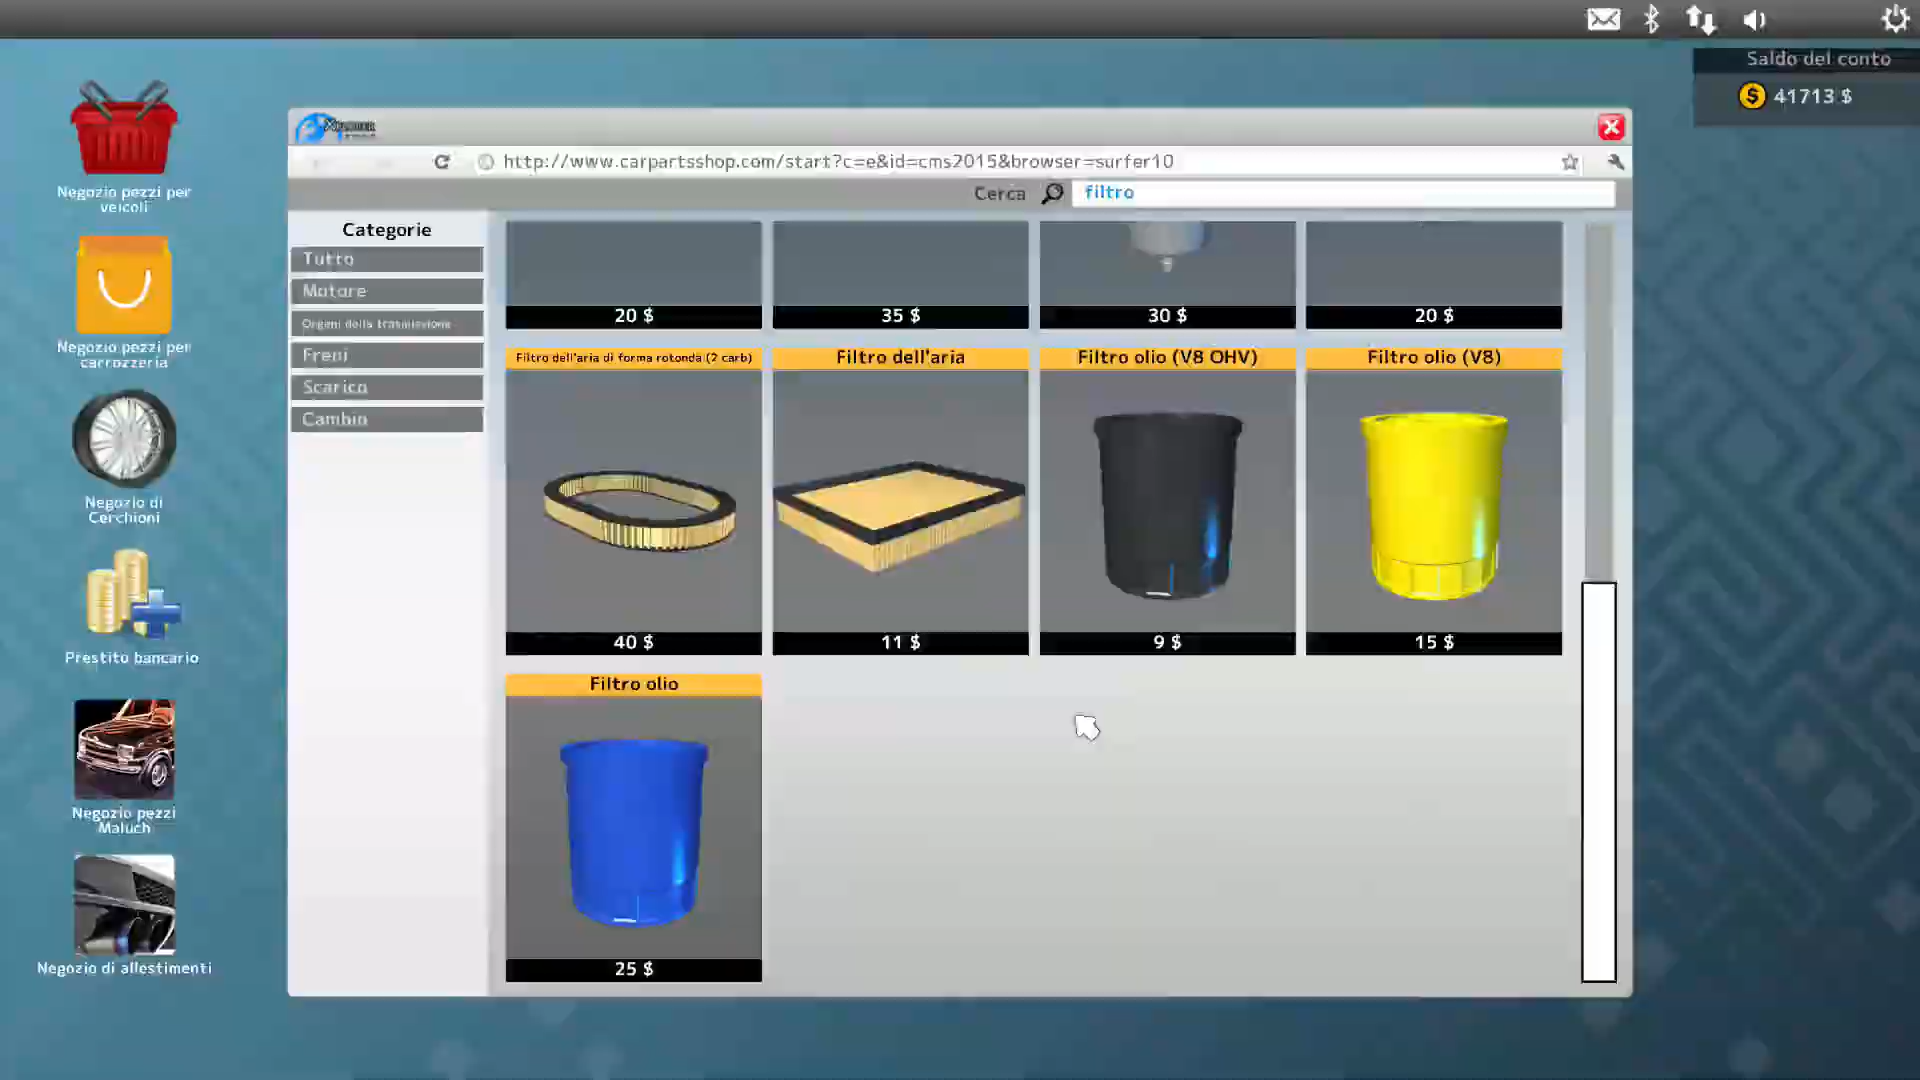 Saldo del conto
41713 $
http://www.carpartsshop.com/start?c=e&id=cms2015&browser=surfer10
Cerca
filtro
Negozio pezzi per
veicoli
Negozio pezzi per
carrozzeria
Negozio di
Cerchioni
Prestito bancario
Negozio pezzi
Maluch
Negozio di allestimenti
Categorie
Tutto
Motore
Organi della trasmissione
Freni
Scarico
Cambio
20 $
35 $
30 $
20 $
Filtro dell'aria di forma rotonda (2 carb)
Filtro dell'aria
Filtro olio (V8 OHV)
Filtro olio (V8)
40 $
11 $
9 $
15 $
Filtro olio
25 $